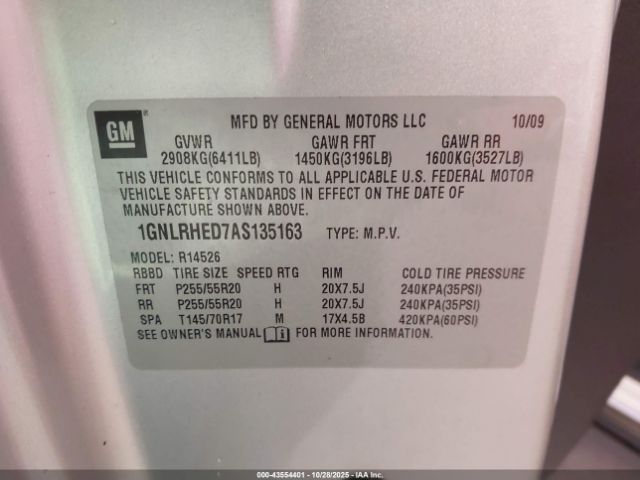 GM ®
MFD BY GENERAL MOTORS LLC 10/09
GVWR GAWR FRT GAWR RR
2908KG(6411LB) 1450KG(3196LB) 1600KG(3527LB)
THIS VEHICLE CONFORMS TO ALL APPLICABLE U.S. FEDERAL MOTOR
VEHICLE SAFETY STANDARDS IN EFFECT ON THE DATE OF
MANUFACTURE SHOWN ABOVE.
1GNLRHED7AS135163 TYPE: M.P.V.
MODEL: R14526
RBBD TIRE SIZE SPEED RTG RIM COLD TIRE PRESSURE
FRT P255/55R20 H 20X7.5J 240KPA(35PSI)
RR P255/55R20 H 20X7.5J 240KPA(35PSI)
SPA T145/70R17 M 17X4.5B 420KPA(60PSI)
SEE OWNER'S MANUAL FOR MORE INFORMATION.
000-43554401 - 10/28/2025 - IAA Inc.